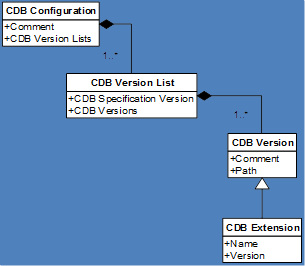 CDB Configuration
+Comment
+CDB Version Lists
1..*
CDB Version List
+CDB Specification Version
+CDB Versions
1..*
CDB Version
+Comment
+Path
CDB Extension
+Name
+Version